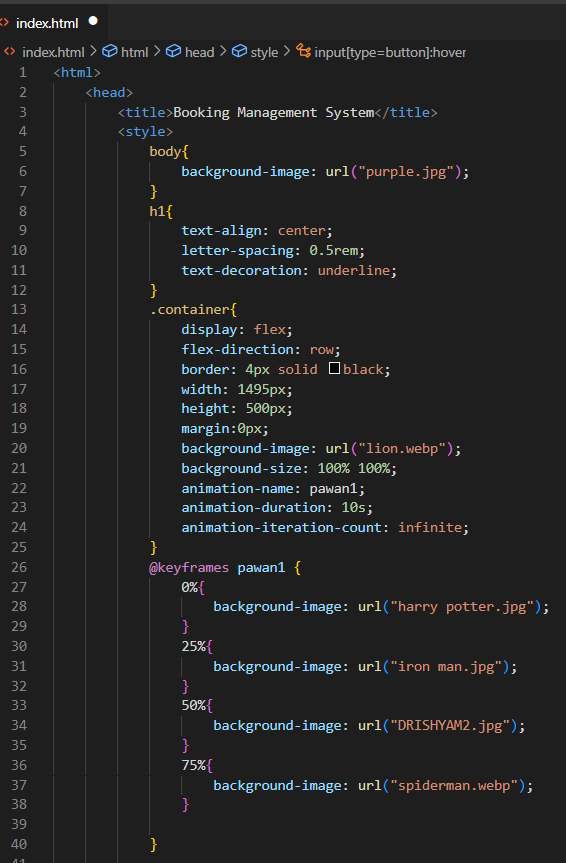 index.html
index.html > html > head > style > input[type=button]:hover
1 <html>
2 <head>
3 <title>Booking Management System</title>
4 <style>
5 body{
6 background-image: url("purple.jpg");
7 }
8 h1{
9 text-align: center;
10 letter-spacing: 0.5rem;
11 text-decoration: underline;
12 }
13 .container{
14 display: flex;
15 flex-direction: row;
16 border: 4px solid black;
17 width: 1495px;
18 height: 500px;
19 margin:0px;
20 background-image: url("lion.webp");
21 background-size: 100% 100%;
22 animation-name: pawan1;
23 animation-duration: 10s;
24 animation-iteration-count: infinite;
25 }
26 @keyframes pawan1 {
27 0%{
28 background-image: url("harry potter.jpg");
29 }
30 25%{
31 background-image: url("iron man.jpg");
32 }
33 50%{
34 background-image: url("DRISHYAM2.jpg");
35 }
36 75%{
37 background-image: url("spiderman.webp");
38 }
39
40 }